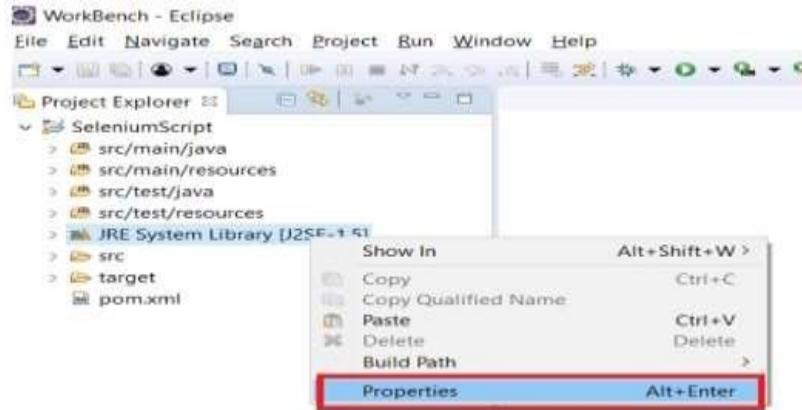 WorkBench - Eclipse
File Edit Navigate Search Project Run Window Help
Project Explorer
SeleniumScript
src/main/java
src/main/resources
src/test/java
src/test/resources
JRE System Library [J2SE-1.5]
src
target
pom.xml
Show In Alt+Shift+W >
Copy Ctrl+C
Copy Qualified Name
Paste Ctrl+V
Delete Delete
Build Path >
Properties Alt+Enter